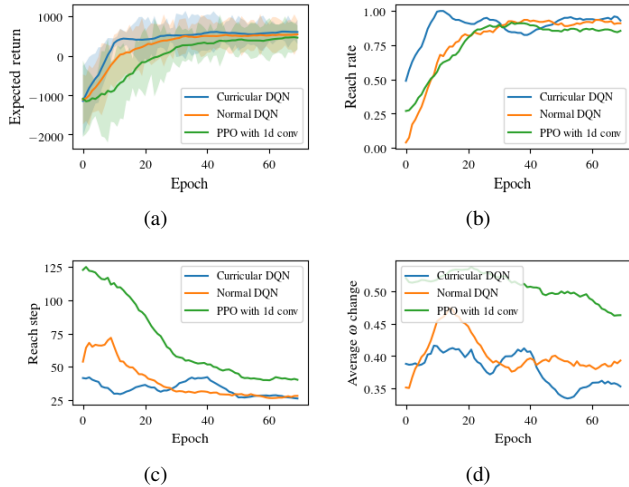 1000
0
−1000
−2000
Expected return
Curricular DQN
Normal DQN
PPO with 1d conv
0 20 40 60
Epoch
(a)
1.00
0.75
0.50
0.25
0.00
Reach rate
Curricular DQN
Normal DQN
PPO with 1d conv
0 20 40 60
Epoch
(b)
125
100
75
50
25
Reach step
Curricular DQN
Normal DQN
PPO with 1d conv
0 20 40 60
Epoch
(c)
0.50
0.45
0.40
0.35
Average ω change
Curricular DQN
Normal DQN
PPO with 1d conv
0 20 40 60
Epoch
(d)